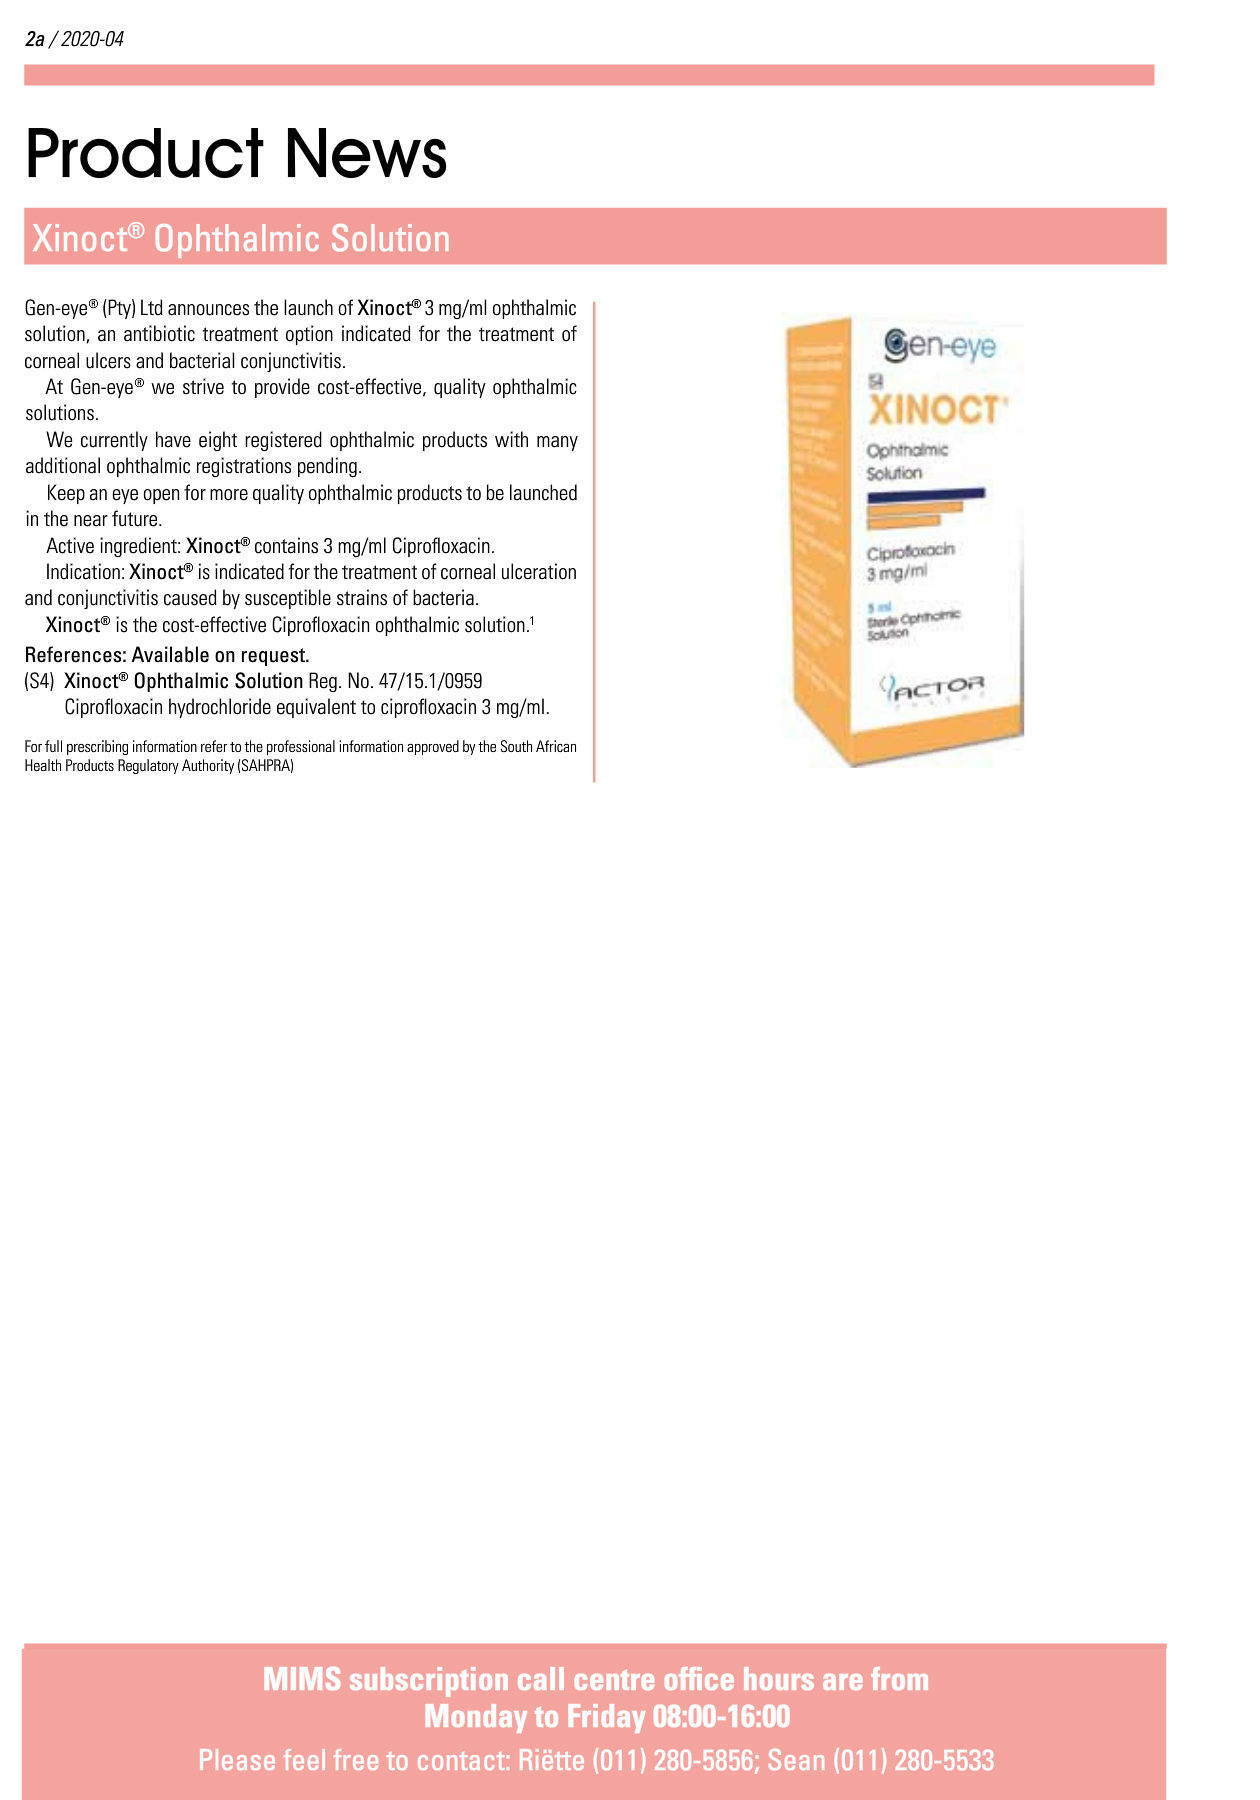 2a / 2020-04
Product News
Xinoct® Ophthalmic Solution
Gen-eye® (Pty) Ltd announces the launch of Xinoct® 3 mg/ml ophthalmic
solution, an antibiotic treatment option indicated for the treatment of
corneal ulcers and bacterial conjunctivitis.
At Gen-eye® we strive to provide cost-effective, quality ophthalmic
solutions.
We currently have eight registered ophthalmic products with many
additional ophthalmic registrations pending.
Keep an eye open for more quality ophthalmic products to be launched
in the near future.
Active ingredient: Xinoct® contains 3 mg/ml Ciprofloxacin.
Indication: Xinoct® is indicated for the treatment of corneal ulceration
and conjunctivitis caused by susceptible strains of bacteria.
Xinoct® is the cost-effective Ciprofloxacin ophthalmic solution.¹
References: Available on request.
(S4) Xinoct® Ophthalmic Solution Reg. No. 47/15.1/0959
Ciprofloxacin hydrochloride equivalent to ciprofloxacin 3 mg/ml.
For full prescribing information refer to the professional information approved by the South African
Health Products Regulatory Authority (SAHPRA)
Gen-eye
S4
XINOCT®
Ophthalmic
Solution
Ciprofloxacin
3 mg/ml
5 ml
Sterile Ophthalmic
Solution
ACTOR
PHARMA
MIMS subscription call centre office hours are from
Monday to Friday 08:00-16:00
Please feel free to contact: Riëtte (011) 280-5856; Sean (011) 280-5533